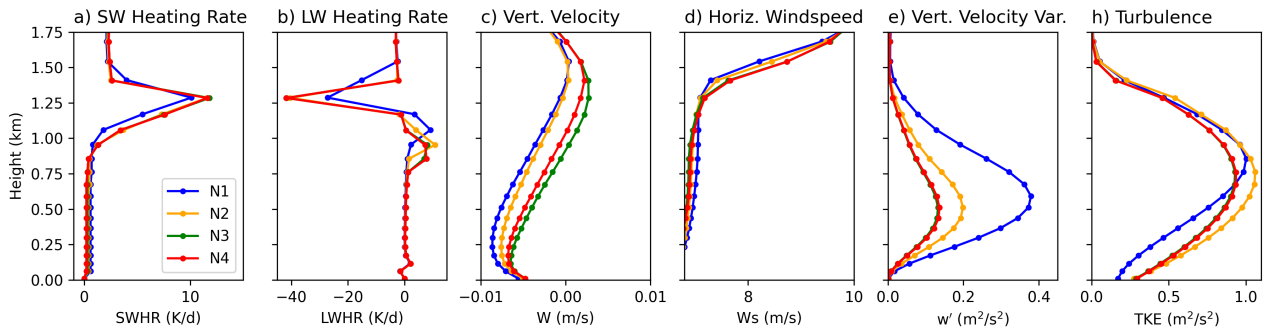 a) SW Heating Rate
b) LW Heating Rate
c) Vert. Velocity
d) Horiz. Windspeed
e) Vert. Velocity Var.
h) Turbulence
Height (km)
1.75
1.50
1.25
1.00
0.75
0.50
0.25
0.00
N1
N2
N3
N4
0 10
−40 −20 0
−0.01 0.00 0.01
8 10
0.0 0.2 0.4
0.0 0.5 1.0
SWHR (K/d)
LWHR (K/d)
W (m/s)
Ws (m/s)
w′ (m²/s²)
TKE (m²/s²)